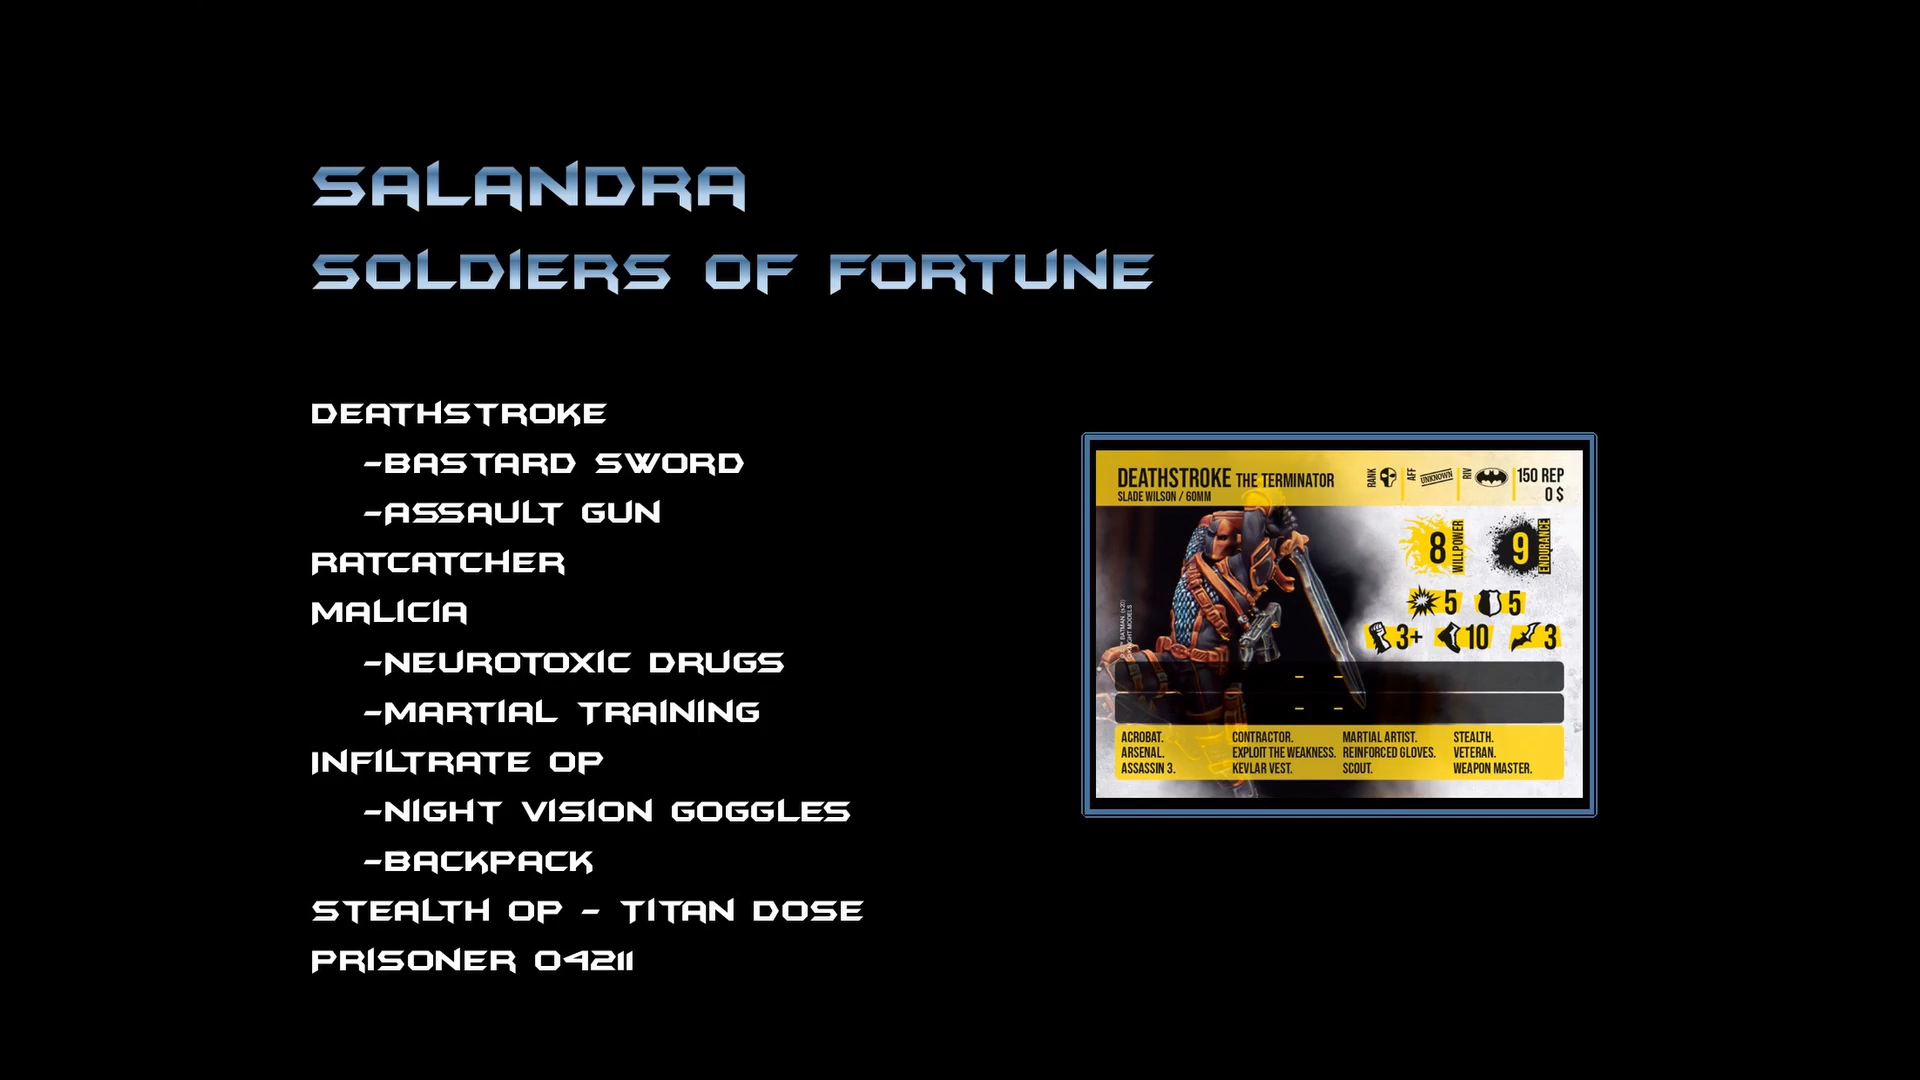 SALANDRA
SOLDIERS OF FORTUNE
DEATHSTROKE
-BASTARD SWORD
-ASSAULT GUN
RATCATCHER
MALICIA
-NEUROTOXIC DRUGS
-MARTIAL TRAINING
INFILTRATE OP
-NIGHT VISION GOGGLES
-BACKPACK
STEALTH OP - TITAN DOSE
PRISONER 04211
DEATHSTROKE THE TERMINATOR
SLADE WILSON / 60MM
RANK
AFF
UNKNOWN
RIV
150 REP
0 $
8 WILLPOWER
9 ENDURANCE
5
5
3+
10
3
- -
- -
ACROBAT.
ARSENAL.
ASSASSIN 3.
CONTRACTOR.
EXPLOIT THE WEAKNESS.
KEVLAR VEST.
MARTIAL ARTIST.
REINFORCED GLOVES.
SCOUT.
STEALTH.
VETERAN.
WEAPON MASTER.